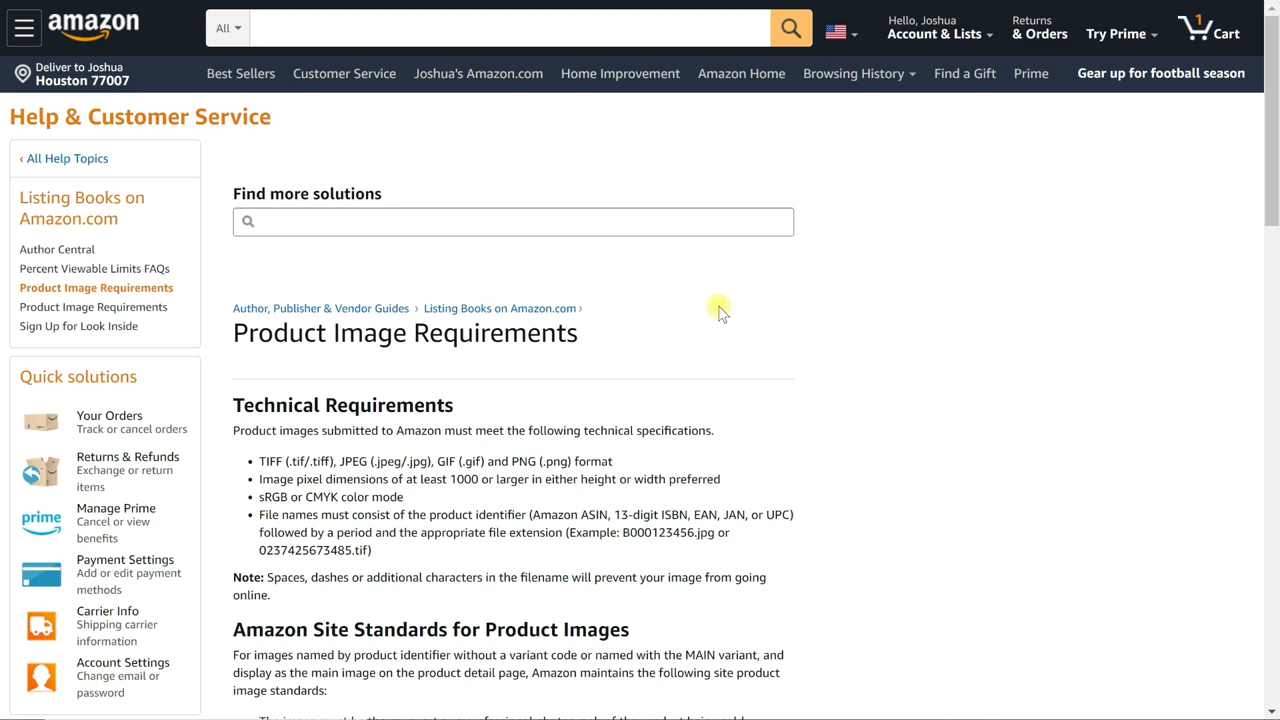 amazon
All
Hello, Joshua
Account & Lists
Returns
& Orders
Try Prime
1
Cart
Deliver to Joshua
Houston 77007
Best Sellers
Customer Service
Joshua's Amazon.com
Home Improvement
Amazon Home
Browsing History
Find a Gift
Prime
Gear up for football season
Help & Customer Service
‹ All Help Topics
Listing Books on
Amazon.com
Author Central
Percent Viewable Limits FAQs
Product Image Requirements
Product Image Requirements
Sign Up for Look Inside
Quick solutions
Your Orders
Track or cancel orders
Returns & Refunds
Exchange or return
items
prime
Manage Prime
Cancel or view
benefits
Payment Settings
Add or edit payment
methods
Carrier Info
Shipping carrier
information
Account Settings
Change email or
password
Find more solutions
Author, Publisher & Vendor Guides › Listing Books on Amazon.com ›
Product Image Requirements
Technical Requirements
Product images submitted to Amazon must meet the following technical specifications.
• TIFF (.tif/.tiff), JPEG (.jpeg/.jpg), GIF (.gif) and PNG (.png) format
• Image pixel dimensions of at least 1000 or larger in either height or width preferred
• sRGB or CMYK color mode
• File names must consist of the product identifier (Amazon ASIN, 13-digit ISBN, EAN, JAN, or UPC)
followed by a period and the appropriate file extension (Example: B000123456.jpg or
0237425673485.tif)
Note: Spaces, dashes or additional characters in the filename will prevent your image from going
online.
Amazon Site Standards for Product Images
For images named by product identifier without a variant code or named with the MAIN variant, and
display as the main image on the product detail page, Amazon maintains the following site product
image standards: